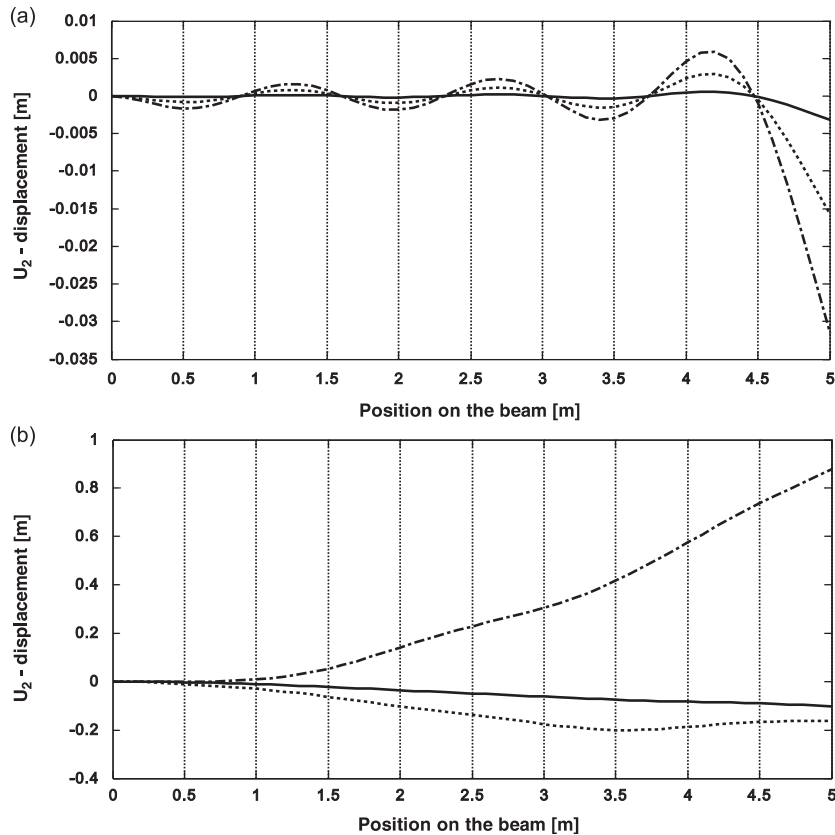 (a)
0.01
0.005
0
-0.005
-0.01
-0.015
-0.02
-0.025
-0.03
-0.035
U2 - displacement [m]
0 0.5 1 1.5 2 2.5 3 3.5 4 4.5 5
Position on the beam [m]
(b)
1
0.8
0.6
0.4
0.2
0
-0.2
-0.4
U2 - displacement [m]
0 0.5 1 1.5 2 2.5 3 3.5 4 4.5 5
Position on the beam [m]